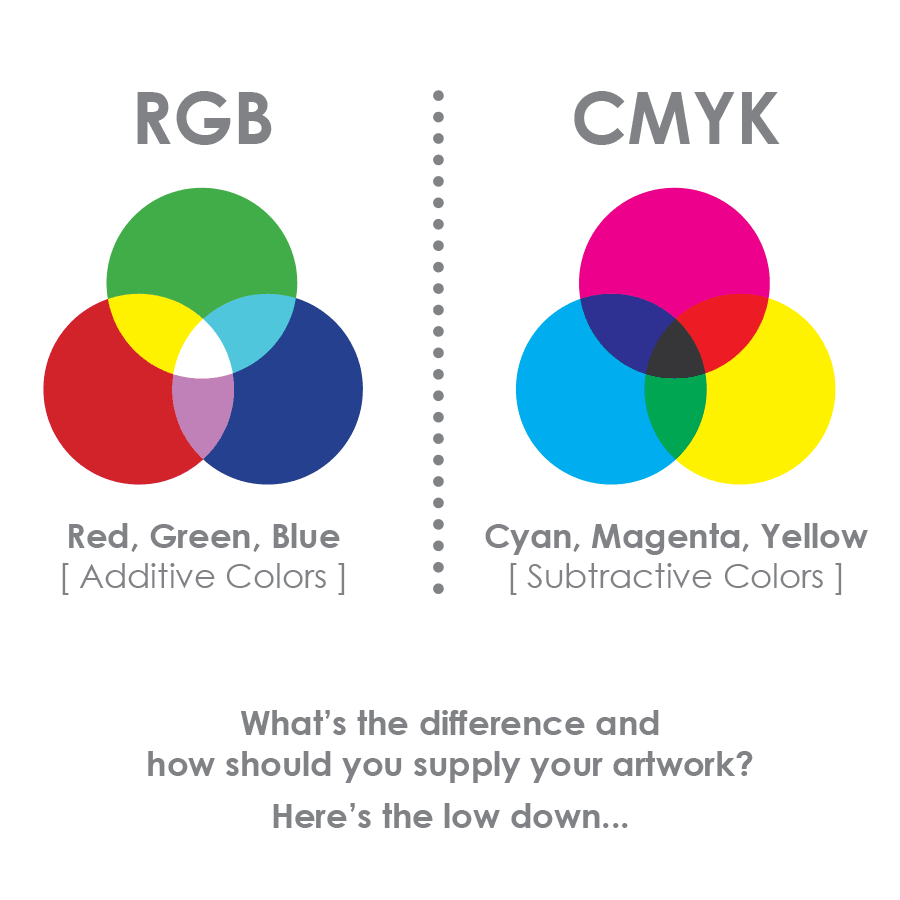 RGB
Red, Green, Blue
[ Additive Colors ]
CMYK
Cyan, Magenta, Yellow
[ Subtractive Colors ]
What’s the difference and
how should you supply your artwork?
Here’s the low down...